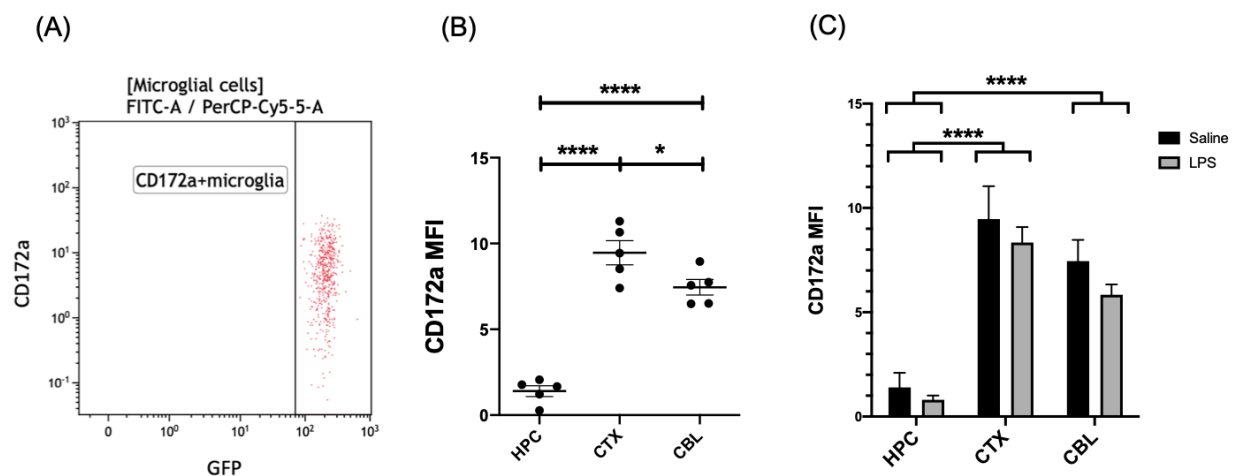 (A)
[Microglial cells]
FITC-A / PerCP-Cy5-5-A
10³
CD172a+microglia
10²
10¹
10⁰
10⁻¹
CD172a
0
10⁰
10¹
10²
10³
GFP
(B)
****
****
*
15
10
5
0
CD172a MFI
HPC
CTX
CBL
(C)
****
****
15
10
5
0
CD172a MFI
HPC
CTX
CBL
Saline
LPS